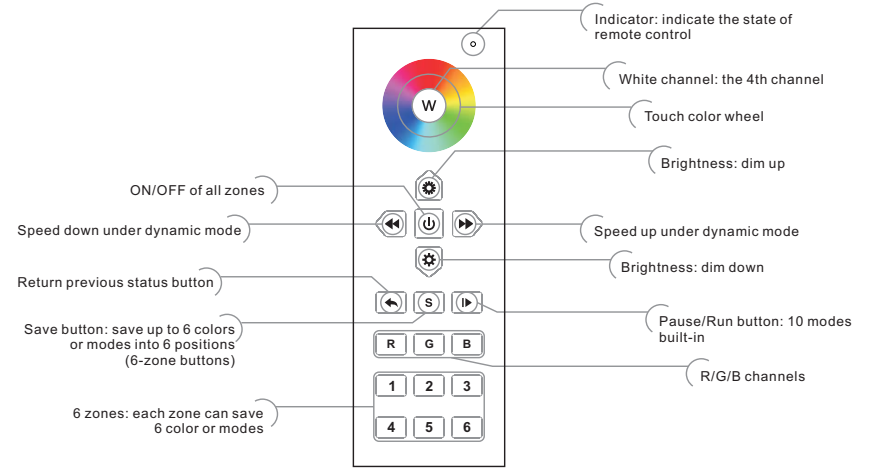 Indicator: indicate the state of
remote control
White channel: the 4th channel
W
Touch color wheel
Brightness: dim up
ON/OFF of all zones
Speed down under dynamic mode
Speed up under dynamic mode
Brightness: dim down
Return previous status button
S
Save button: save up to 6 colors
or modes into 6 positions
(6-zone buttons)
Pause/Run button: 10 modes
built-in
R G B
R/G/B channels
1 2 3
6 zones: each zone can save
6 color or modes
4 5 6